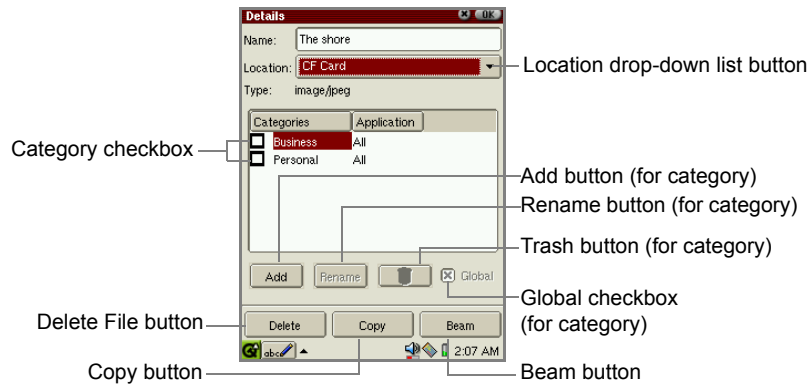 Details
OK
Name: The shore
Location: CF Card
Location drop-down list button
Type: image/jpeg
Categories Application
Category checkbox
Business All
Personal All
Add button (for category)
Rename button (for category)
Trash button (for category)
Add Rename Global
Global checkbox
(for category)
Delete File button
Delete Copy Beam
abc 2:07 AM
Copy button
Beam button